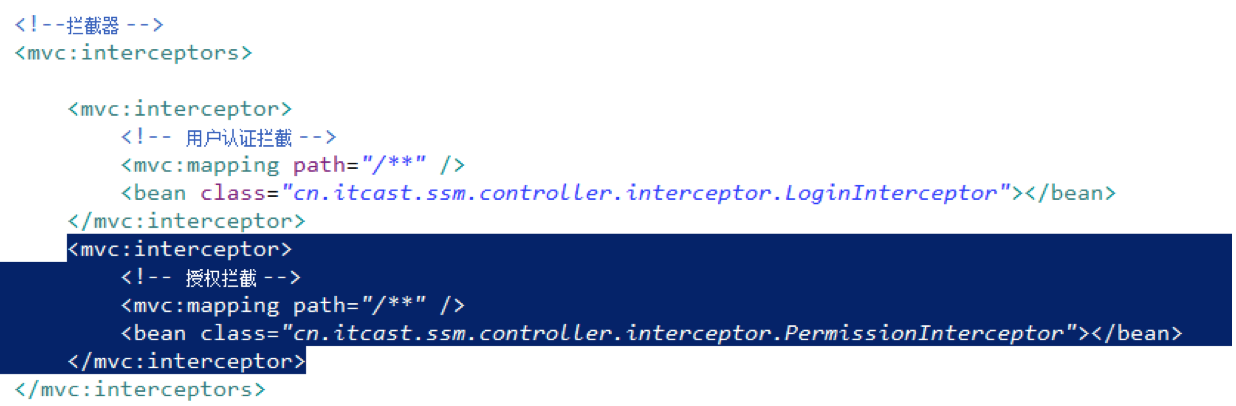 <!--拦截器 -->
<mvc:interceptors>
<mvc:interceptor>
<!-- 用户认证拦截 -->
<mvc:mapping path="/**" />
<bean class="cn.itcast.ssm.controller.interceptor.LoginInterceptor"></bean>
</mvc:interceptor>
<mvc:interceptor>
<!-- 授权拦截 -->
<mvc:mapping path="/**" />
<bean class="cn.itcast.ssm.controller.interceptor.PermissionInterceptor"></bean>
</mvc:interceptor>
</mvc:interceptors>